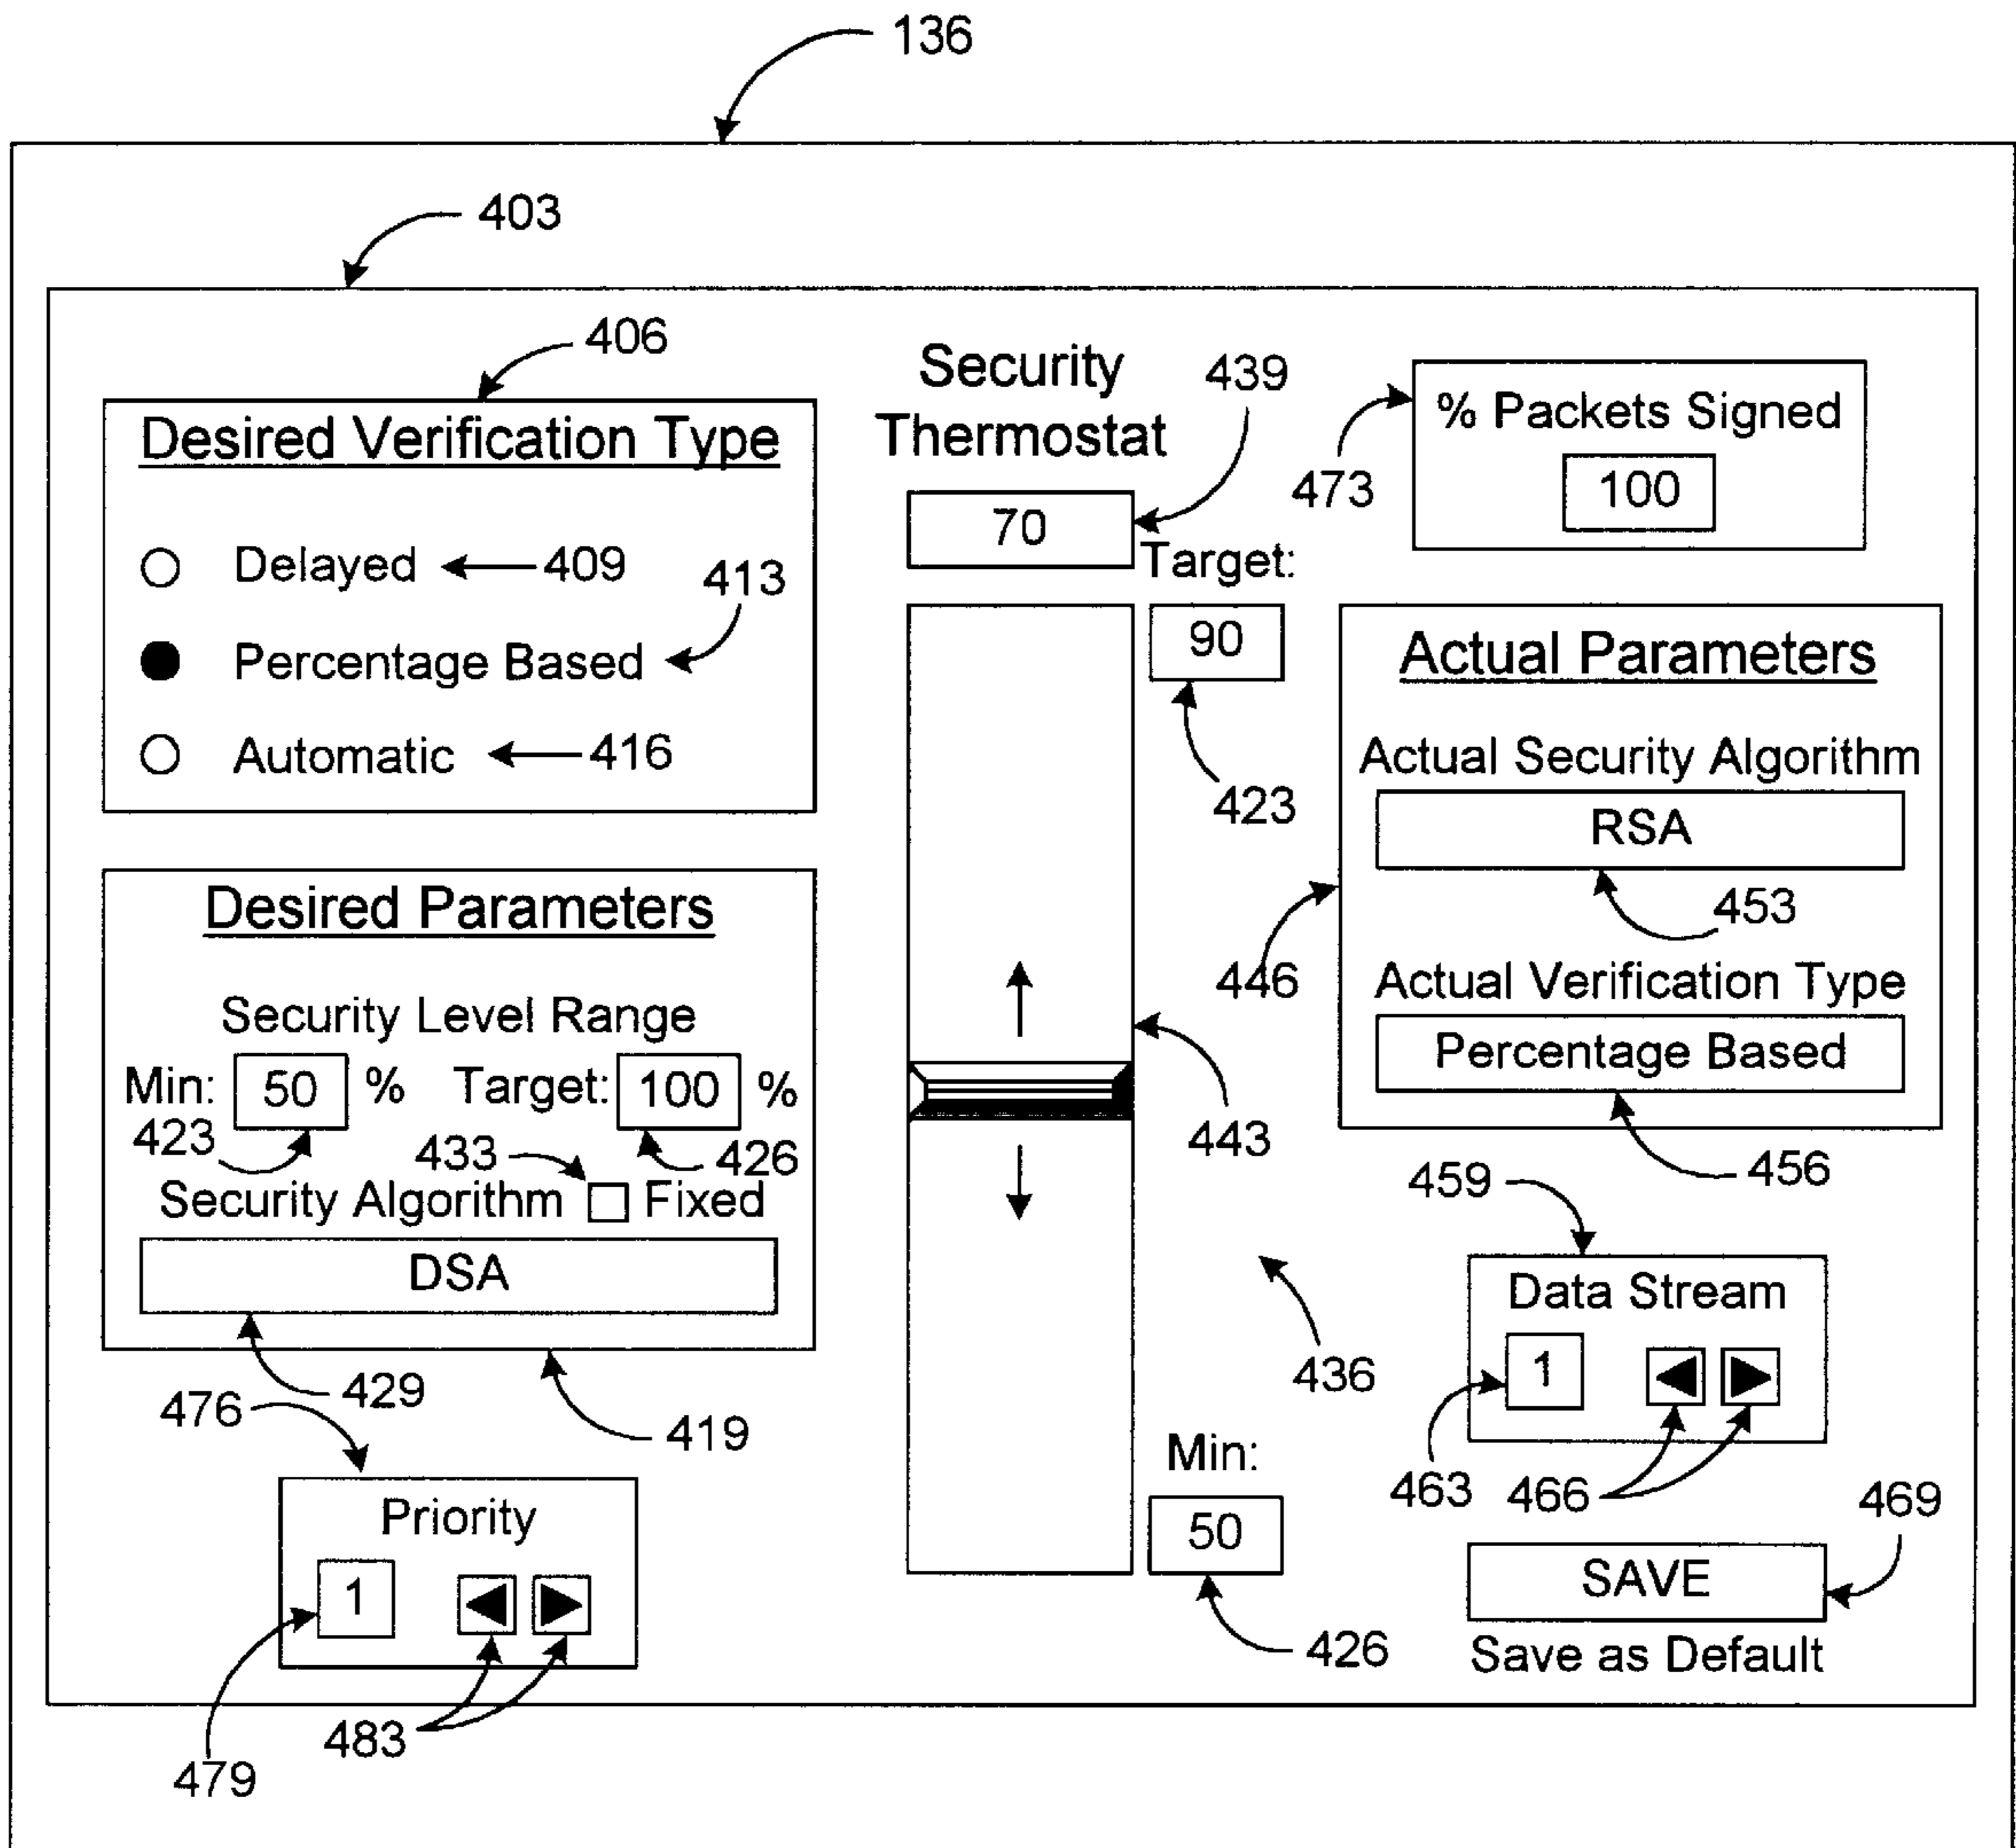 136
403
406
Desired Verification Type
Delayed 409
413
Percentage Based
Automatic 416
Security
Thermostat
439
70
Target:
90
423
% Packets Signed
473
100
Actual Parameters
Actual Security Algorithm
RSA
453
446
Actual Verification Type
Percentage Based
456
Desired Parameters
Security Level Range
Min: 50 % Target: 100 %
423 433 426
Security Algorithm Fixed
DSA
429
419
443
436
459
Data Stream
1
463 466
469
Min:
50
426
SAVE
Save as Default
476
Priority
1
479
483